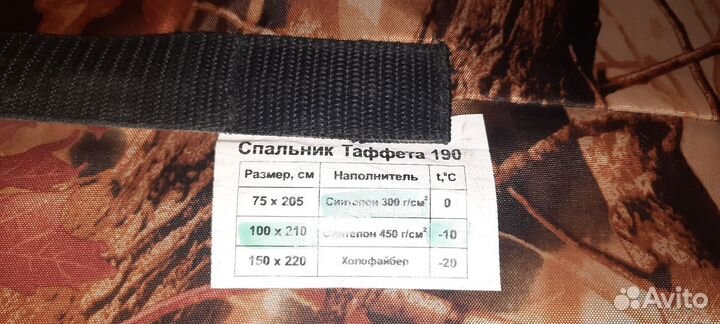 Спальник Таффета 190
Размер, см Наполнитель t,°C
75 x 205 Синтепон 300 г/см² 0
100 x 210 Синтепон 450 г/см² -10
150 x 220 Холофайбер -20
Avito